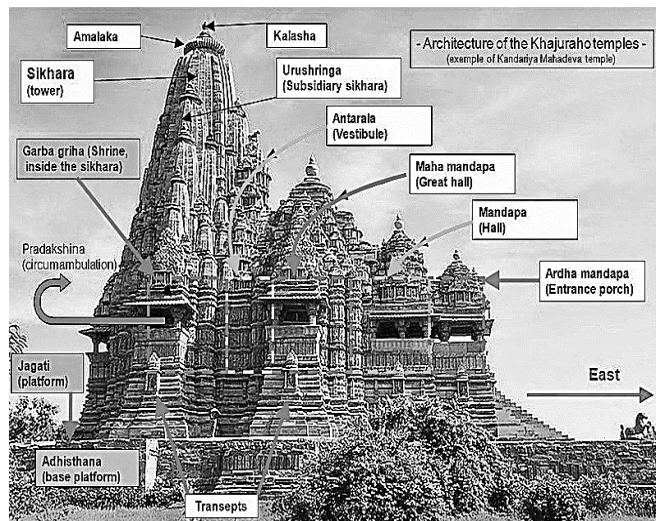 Amalaka
Kalasha
- Architecture of the Khajuraho temples -
(exemple of Kandariya Mahadeva temple)
Sikhara
(tower)
Urushringa
(Subsidiary sikhara)
Antarala
(Vestibule)
Garba griha (Shrine,
inside the sikhara)
Maha mandapa
(Great hall)
Mandapa
(Hall)
Pradakshina
(circumambulation)
Ardha mandapa
(Entrance porch)
Jagati
(platform)
East
Adhisthana
(base platform)
Transepts